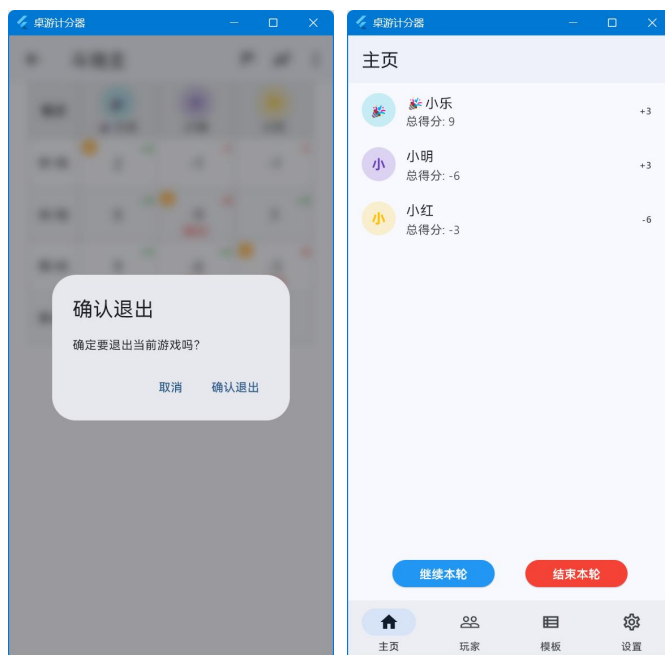 桌游计分器
确认退出
确定要退出当前游戏吗?
取消 确认退出
桌游计分器
主页
小乐
总得分: 9
+3
小
小明
总得分: -6
+3
小
小红
总得分: -3
-6
继续本轮 结束本轮
主页 玩家 模板 设置